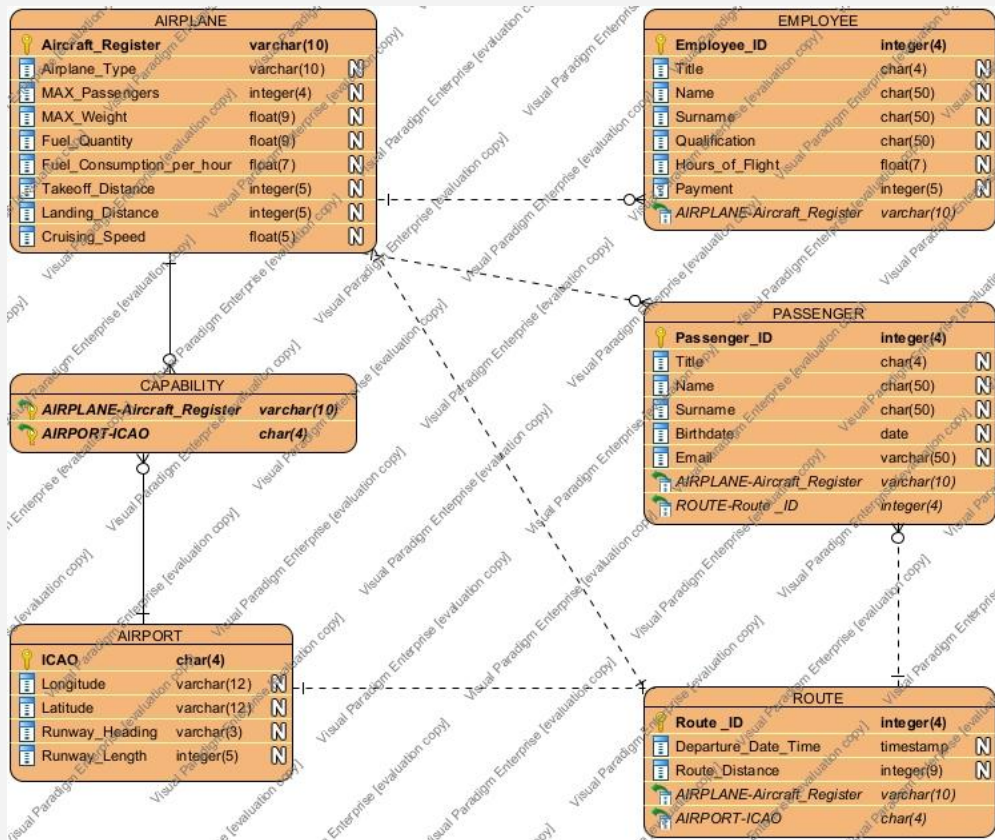 AIRPLANE
Aircraft_Register varchar(10)
Airplane_Type varchar(10) N
MAX_Passengers integer(4) N
MAX_Weight float(9) N
Fuel_Quantity float(9) N
Fuel_Consumption_per_hour float(7) N
Takeoff_Distance integer(5) N
Landing_Distance integer(5) N
Cruising_Speed float(5) N
EMPLOYEE
Employee_ID integer(4)
Title char(4) N
Name char(50) N
Surname char(50) N
Qualification char(50) N
Hours_of_Flight float(7) N
Payment integer(5) N
AIRPLANE-Aircraft_Register varchar(10)
PASSENGER
Passenger_ID integer(4)
Title char(4) N
Name char(50) N
Surname char(50) N
Birthdate date N
Email varchar(50) N
AIRPLANE-Aircraft_Register varchar(10)
ROUTE-Route _ID integer(4)
CAPABILITY
AIRPLANE-Aircraft_Register varchar(10)
AIRPORT-ICAO char(4)
AIRPORT
ICAO char(4)
Longitude varchar(12) N
Latitude varchar(12) N
Runway_Heading varchar(3) N
Runway_Length integer(5) N
ROUTE
Route _ID integer(4)
Departure_Date_Time timestamp N
Route_Distance integer(9) N
AIRPLANE-Aircraft_Register varchar(10)
AIRPORT-ICAO char(4)
Visual Paradigm Enterprise [evaluation copy]